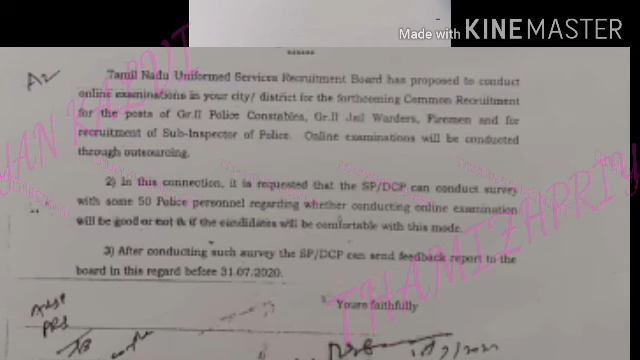 Made with KINEMASTER
A2
Tamil Nadu Uniformed Services Recruitment Board has proposed to conduct
online examinations in your city/ district for the forthcoming Common Recruitment
for the posts of Gr.II Police Constables, Gr.II Jail Warders, Firemen and for
recruitment of Sub-Inspector of Police. Online examinations will be conducted
through outsourcing.
2) In this connection, it is requested that the SP/DCP can conduct survey
with some 50 Police personnel regarding whether conducting online examination
will be good or not & if the candidates will be comfortable with this mode.
3) After conducting such survey the SP/DCP can send feedback report to the
board in this regard before 31.07.2020.
Yours faithfully
THAMIZHPRIY